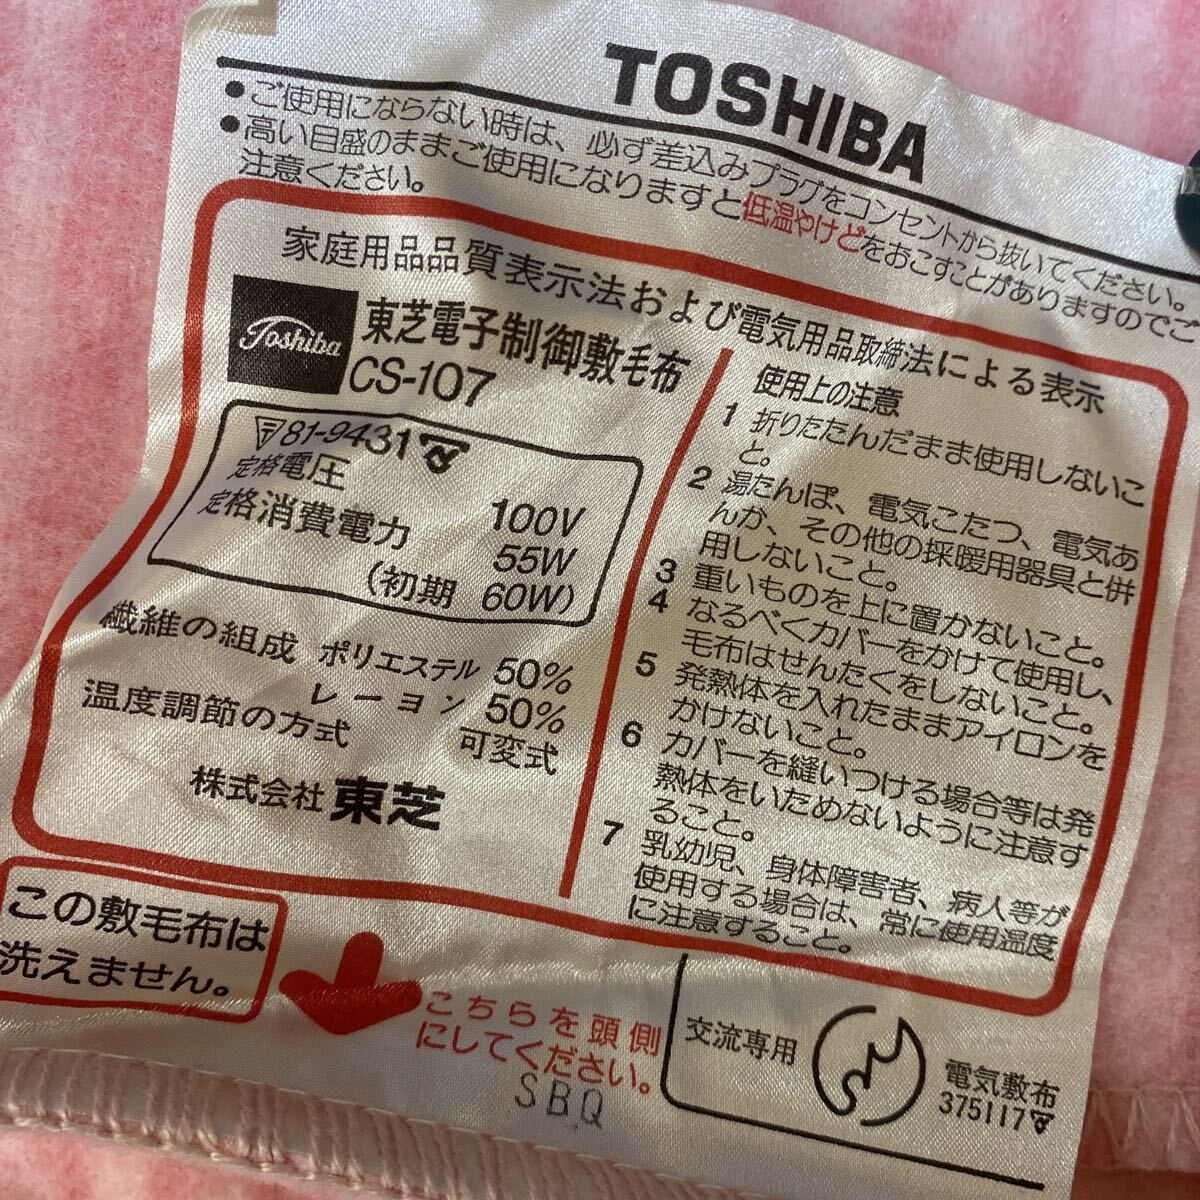 TOSHIBA
●ご使用にならない時は、必ず差込みプラグをコンセントから抜いてください。
●高い目盛のままご使用になりますと低温やけどをおこすことがありますのでご
注意ください。
家庭用品品質表示法および電気用品取締法による表示
Toshiba
東芝電子制御敷毛布
CS-107
81-9431
定格電圧 100V
定格消費電力 55W
(初期 60W)
繊維の組成 ポリエステル 50%
レーヨン 50%
温度調節の方式 可変式
株式会社 東芝
使用上の注意
1 折りたたんだまま使用しないこ
と。
2 湯たんぽ、電気こたつ、電気あ
んか、その他の採暖用器具と併
用しないこと。
3 重いものを上に置かないこと。
4 なるべくカバーをかけて使用し、
毛布はせんたくをしないこと。
5 発熱体を入れたままアイロンを
かけないこと。
6 カバーを縫いつける場合等は発
熱体をいためないように注意す
ること。
7 乳幼児、身体障害者、病人等が
使用する場合は、常に使用温度
に注意すること。
この敷毛布は
洗えません。
こちらを頭側
にしてください。
SBQ
交流専用
電気敷布
375117